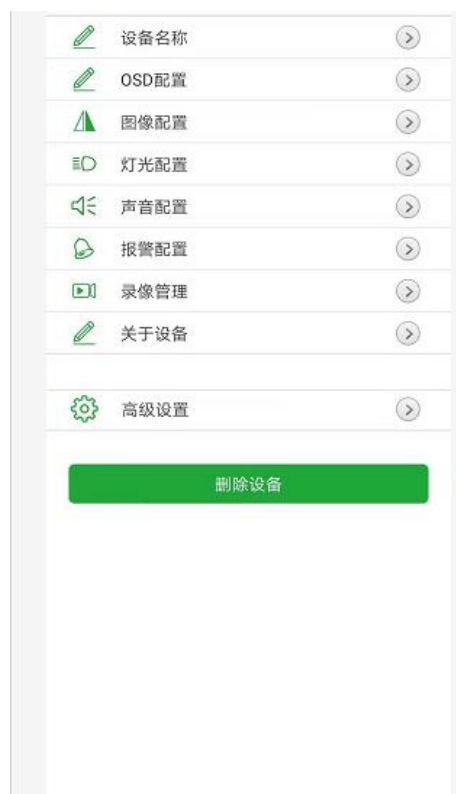 设备名称
OSD配置
图像配置
灯光配置
声音配置
报警配置
录像管理
关于设备
高级设置
删除设备